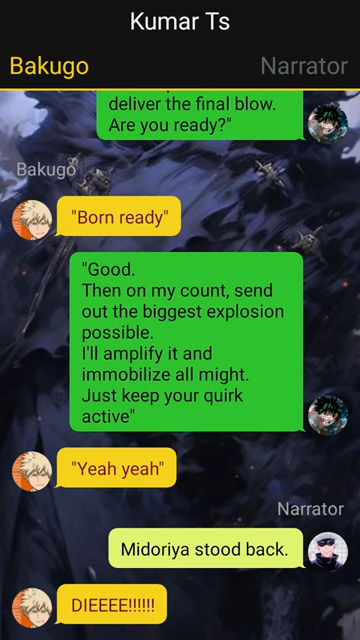 Kumar Ts
Bakugo
Narrator
deliver the final blow.
Are you ready?"
Bakugo
"Born ready"
"Good.
Then on my count, send
out the biggest explosion
possible.
I'll amplify it and
immobilize all might.
Just keep your quirk
active"
"Yeah yeah"
Narrator
Midoriya stood back.
DIEEEE!!!!!!